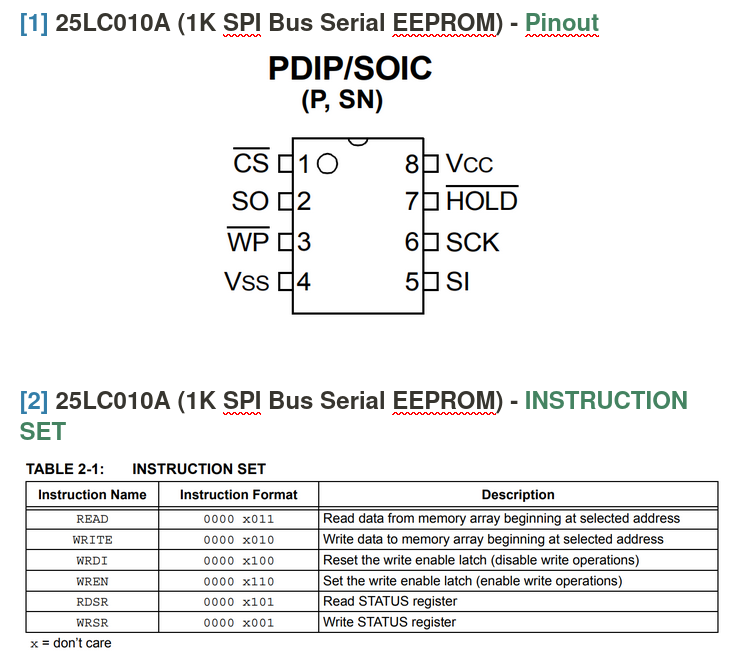 [1] 25LC010A (1K SPI Bus Serial EEPROM) - Pinout
PDIP/SOIC
(P, SN)
CS 1 8 VCC
SO 2 7 HOLD
WP 3 6 SCK
VSS 4 5 SI
[2] 25LC010A (1K SPI Bus Serial EEPROM) - INSTRUCTION
SET
TABLE 2-1: INSTRUCTION SET
Instruction Name Instruction Format Description
READ 0000 x011 Read data from memory array beginning at selected address
WRITE 0000 x010 Write data to memory array beginning at selected address
WRDI 0000 x100 Reset the write enable latch (disable write operations)
WREN 0000 x110 Set the write enable latch (enable write operations)
RDSR 0000 x101 Read STATUS register
WRSR 0000 x001 Write STATUS register
x = don't care